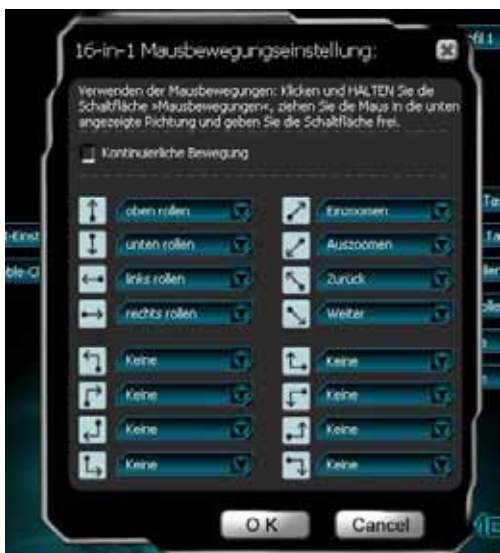 16-in-1 Mausbewegungseinstellung:
Verwenden der Mausbewegungen: Klicken und HALTEN Sie die
Schaltfläche »Mausbewegungen«, ziehen Sie die Maus in die unten
angezeigte Richtung und geben Sie die Schaltfläche frei.
Kontinuierliche Bewegung
oben rollen Einzoomen
unten rollen Auszoomen
links rollen Zurück
rechts rollen Weiter
Keine Keine
Keine Keine
Keine Keine
Keine Keine
OK Cancel